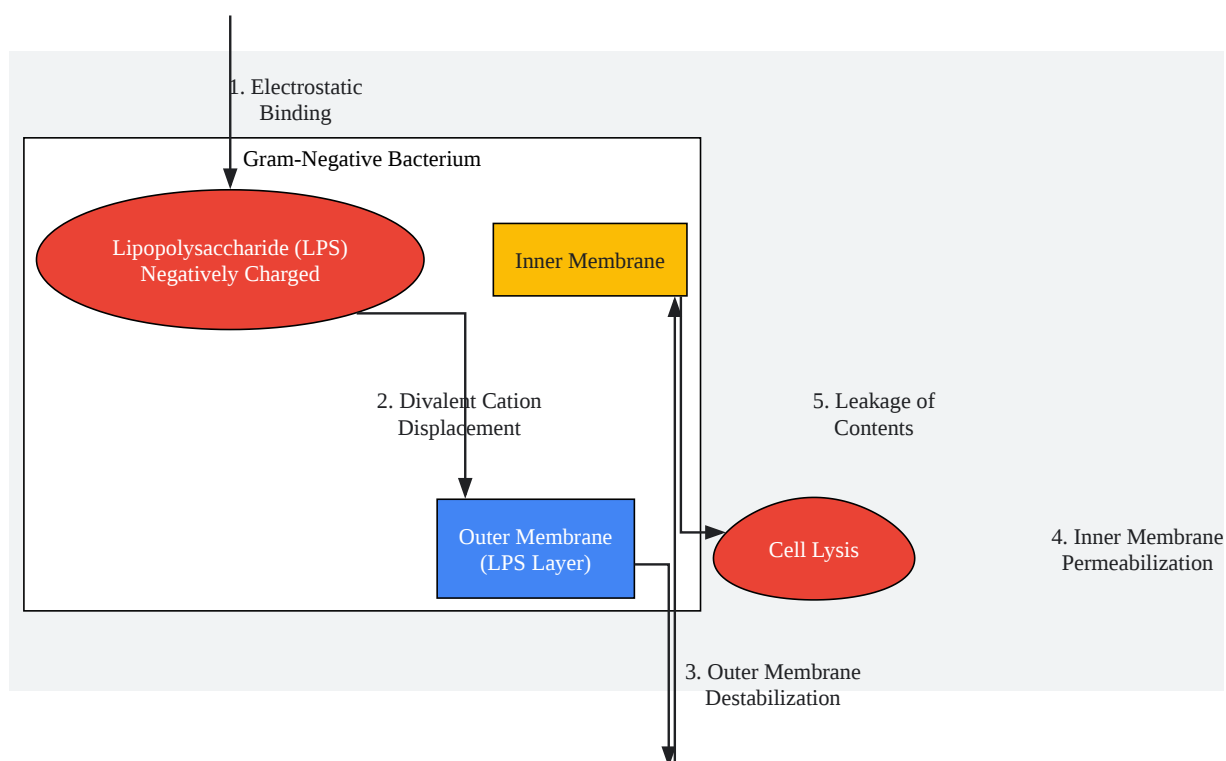 1. Electrostatic
Binding
Gram-Negative Bacterium
Lipopolysaccharide (LPS)
Negatively Charged
Inner Membrane
2. Divalent Cation
Displacement
5. Leakage of
Contents
Outer Membrane
(LPS Layer)
Cell Lysis
4. Inner Membrane
Permeabilization
3. Outer Membrane
Destabilization